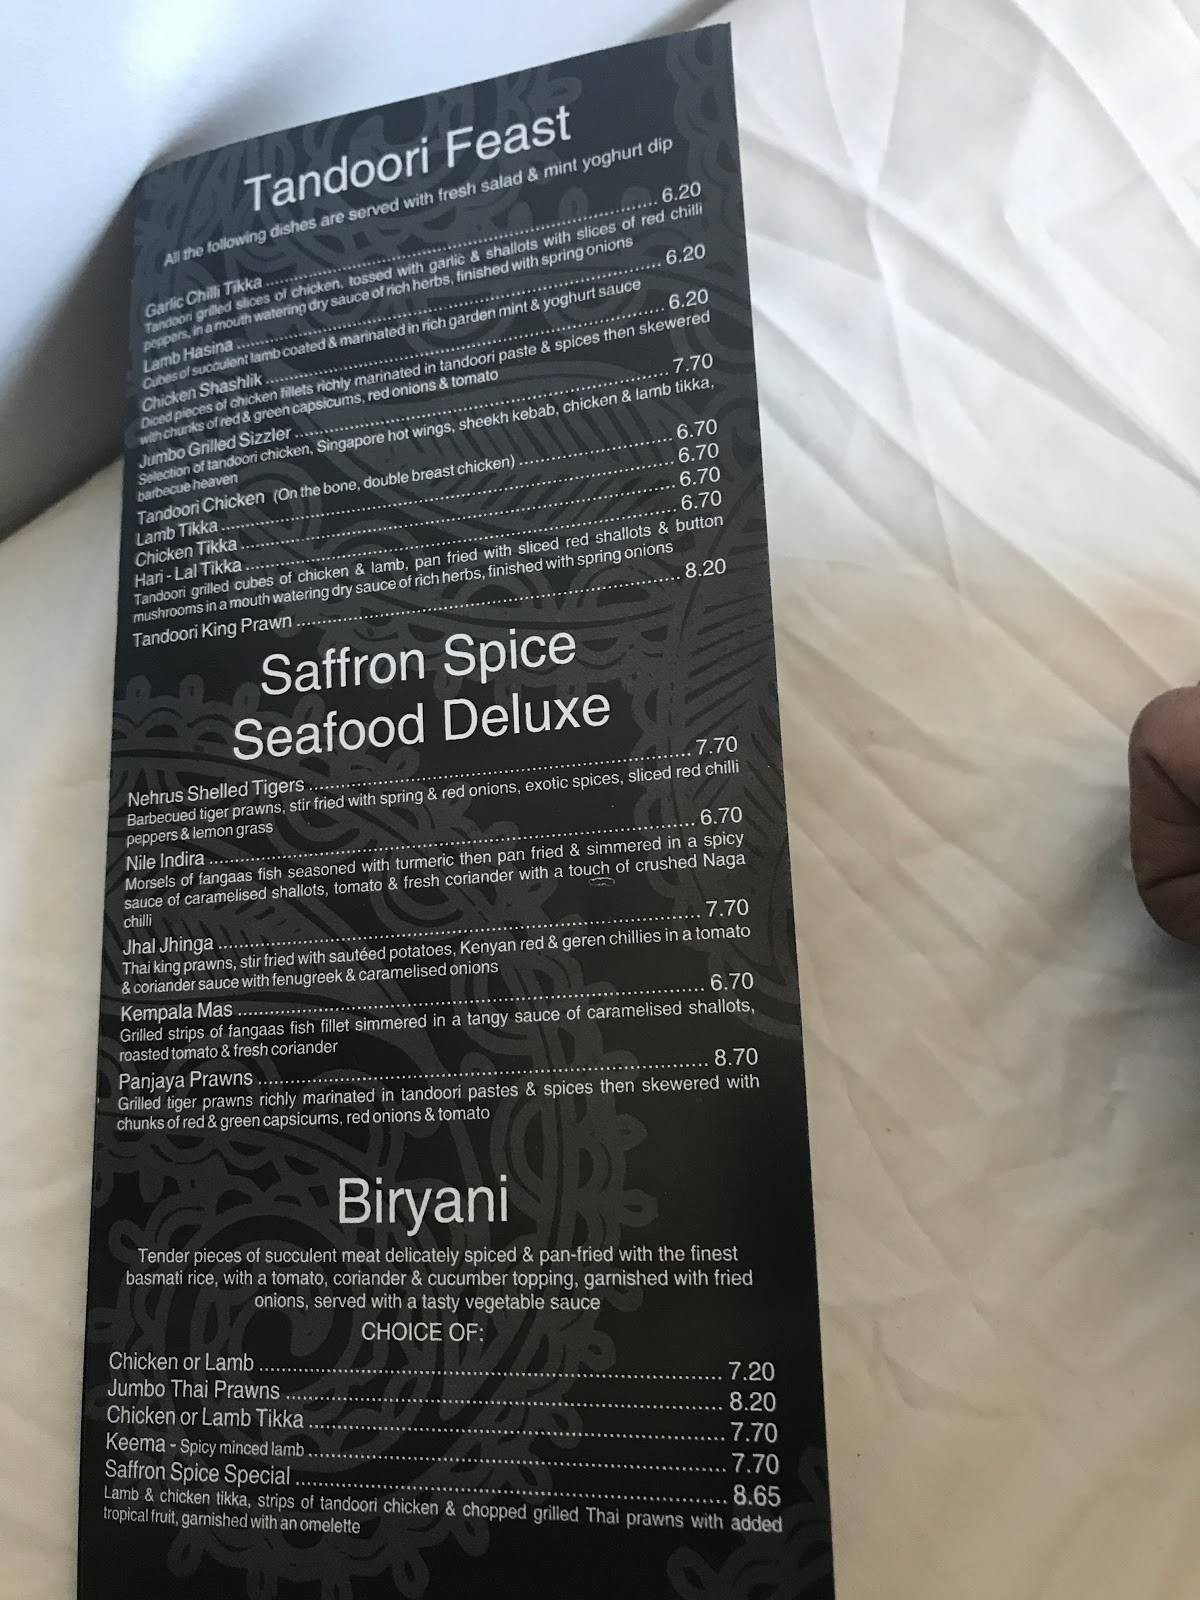 Tandoori Feast
All the following dishes are served with fresh salad & mint yoghurt dip
Garlic Chilli Tikka ........ 6.20
Tandoori grilled slices of chicken, tossed with garlic & shallots with slices of red chilli
peppers, in a mouth watering dry sauce of rich herbs, finished with spring onions
Lamb Hasina ........ 6.20
Cubes of succulent lamb coated & marinated in rich garden mint & yoghurt sauce
Chicken Shashlik ........ 6.20
Diced pieces of chicken fillets richly marinated in tandoori paste & spices then skewered
with chunks of red & green capsicums, red onions & tomato
Jumbo Grilled Sizzler ........ 7.70
Selection of tandoori chicken, Singapore hot wings, sheekh kebab, chicken & lamb tikka,
barbecue heaven
Tandoori Chicken (On the bone, double breast chicken) ........ 6.70
Lamb Tikka ........ 6.70
Chicken Tikka ........ 6.70
Hari - Lal Tikka ........ 6.70
Tandoori grilled cubes of chicken & lamb, pan fried with sliced red shallots & button
mushrooms in a mouth watering dry sauce of rich herbs, finished with spring onions
Tandoori King Prawn ........ 8.20
Saffron Spice
Seafood Deluxe
Nehrus Shelled Tigers ........ 7.70
Barbecued tiger prawns, stir fried with spring & red onions, exotic spices, sliced red chilli
peppers & lemon grass
Nile Indira ........ 6.70
Morsels of fangaas fish seasoned with turmeric then pan fried & simmered in a spicy
sauce of caramelised shallots, tomato & fresh coriander with a touch of crushed Naga
chilli
Jhal Jhinga ........ 7.70
Thai king prawns, stir fried with sautéed potatoes, Kenyan red & geren chillies in a tomato
& coriander sauce with fenugreek & caramelised onions
Kempala Mas ........ 6.70
Grilled strips of fangaas fish fillet simmered in a tangy sauce of caramelised shallots,
roasted tomato & fresh coriander
Panjaya Prawns ........ 8.70
Grilled tiger prawns richly marinated in tandoori pastes & spices then skewered with
chunks of red & green capsicums, red onions & tomato
Biryani
Tender pieces of succulent meat delicately spiced & pan-fried with the finest
basmati rice, with a tomato, coriander & cucumber topping, garnished with fried
onions, served with a tasty vegetable sauce
CHOICE OF:
Chicken or Lamb ........ 7.20
Jumbo Thai Prawns ........ 8.20
Chicken or Lamb Tikka ........ 7.70
Keema - Spicy minced lamb ........ 7.70
Saffron Spice Special ........ 8.65
Lamb & chicken tikka, strips of tandoori chicken & chopped grilled Thai prawns with added
tropical fruit, garnished with an omelette